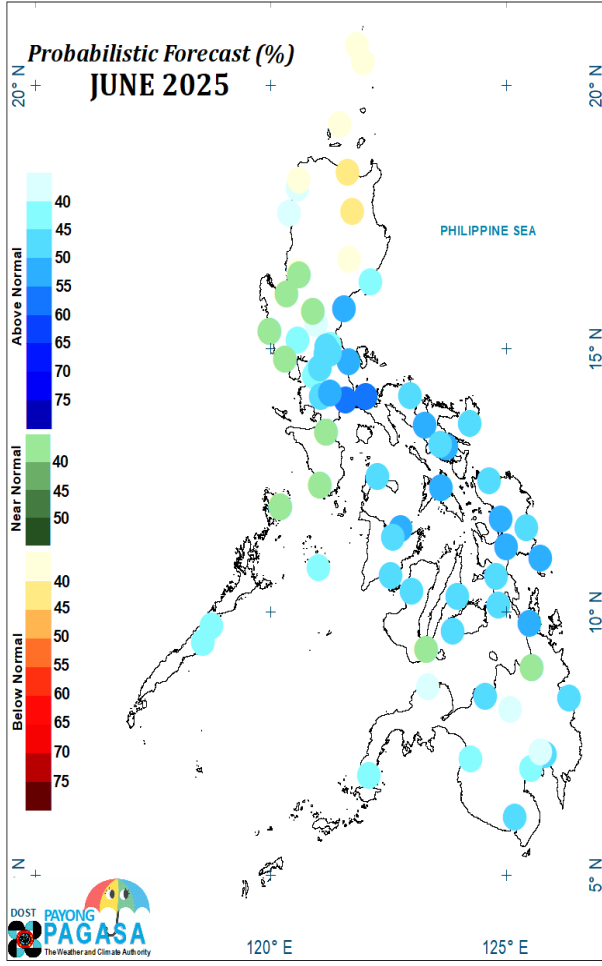 Probabilistic Forecast (%)
JUNE 2025
20° N
20° N
Above Normal
40
45
50
55
60
65
70
75
PHILIPPINE SEA
15° N
15° N
Near Normal
40
45
50
Below Normal
40
45
50
55
60
65
70
75
10° N
N
5° N
DOST
PAYONG
PAGASA
The Weather and Climate Authority
120° E
125° E